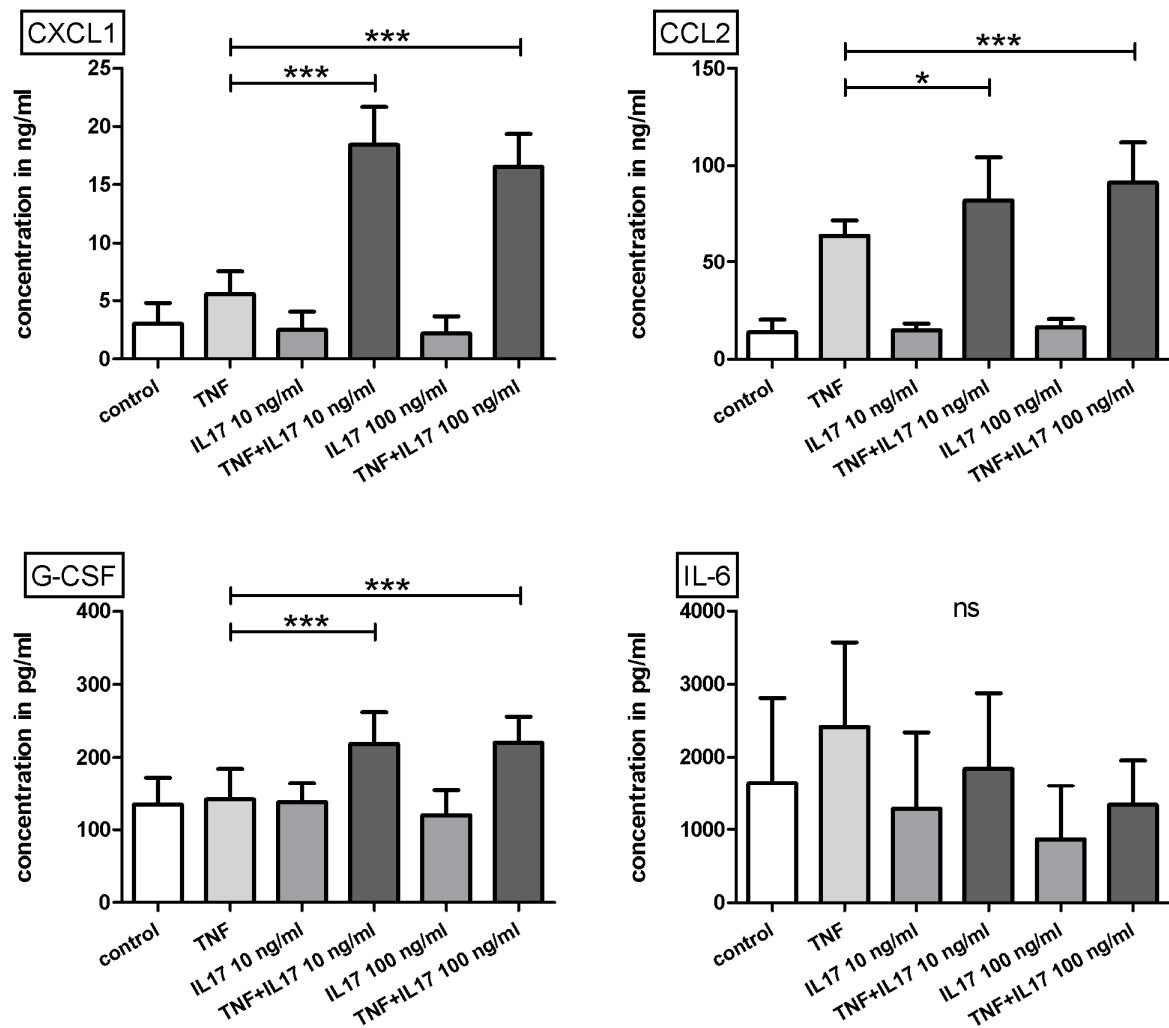 CXCL1
***
***
concentration in ng/ml
25
20
15
10
5
0
control
TNF
IL17 10 ng/ml
TNF+IL17 10 ng/ml
IL17 100 ng/ml
TNF+IL17 100 ng/ml
CCL2
***
*
concentration in ng/ml
150
100
50
0
control
TNF
IL17 10 ng/ml
TNF+IL17 10 ng/ml
IL17 100 ng/ml
TNF+IL17 100 ng/ml
G-CSF
***
***
concentration in pg/ml
400
300
200
100
0
control
TNF
IL17 10 ng/ml
TNF+IL17 10 ng/ml
IL17 100 ng/ml
TNF+IL17 100 ng/ml
IL-6
ns
concentration in pg/ml
4000
3000
2000
1000
0
control
TNF
IL17 10 ng/ml
TNF+IL17 10 ng/ml
IL17 100 ng/ml
TNF+IL17 100 ng/ml